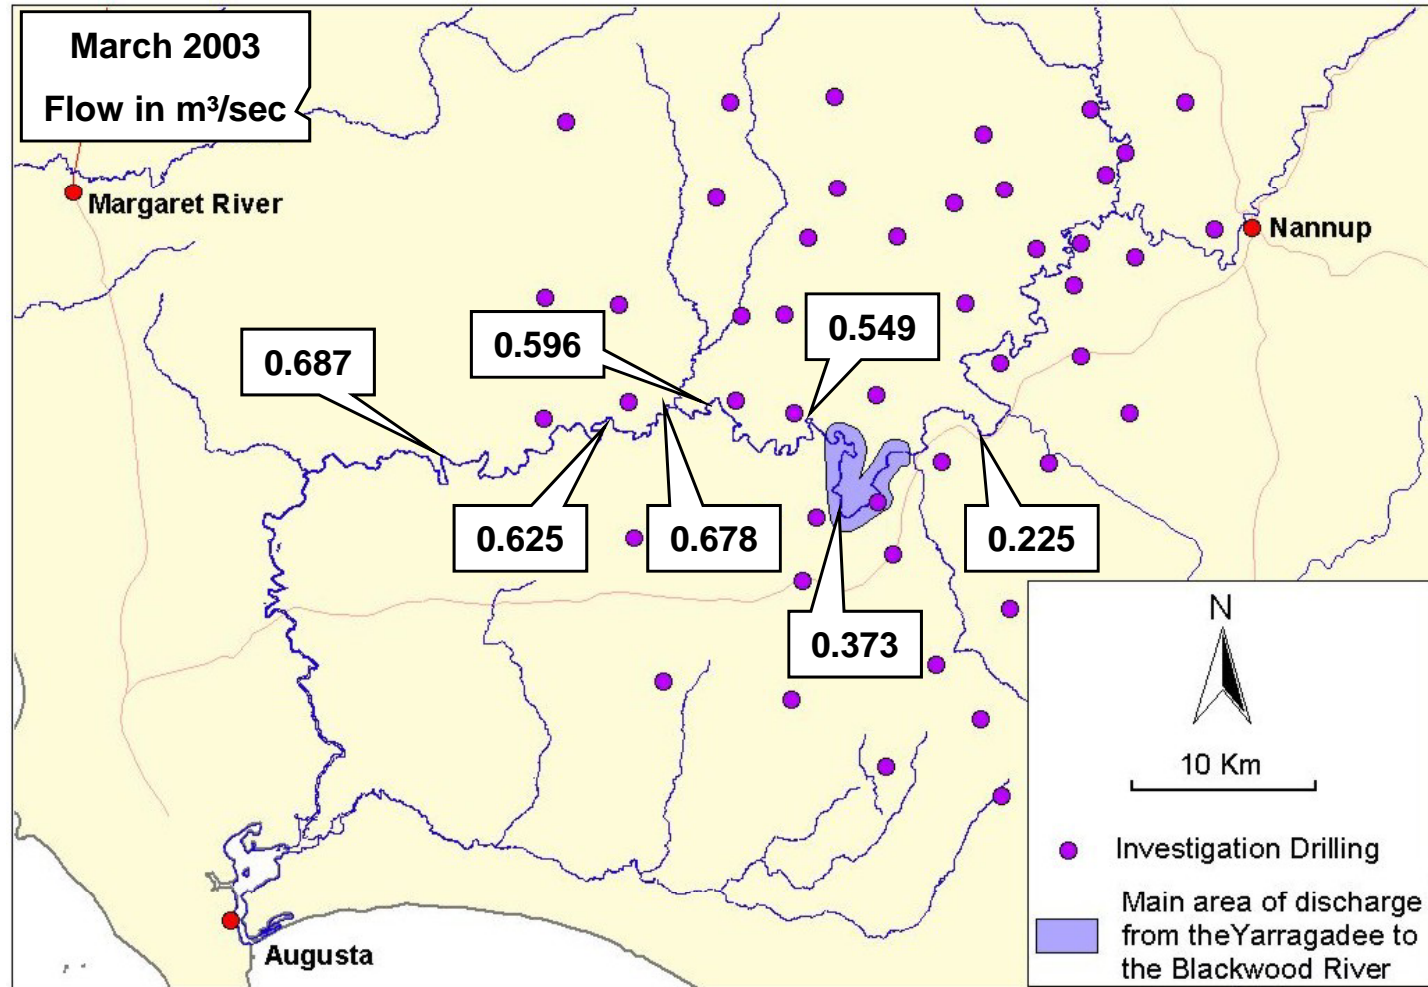 March 2003
Flow in m³/sec
Margaret River
Nannup
0.549
0.596
0.687
0.625
0.678
0.225
0.373
N
10 Km
Investigation Drilling
Main area of discharge
from theYarragadee to
the Blackwood River
Augusta